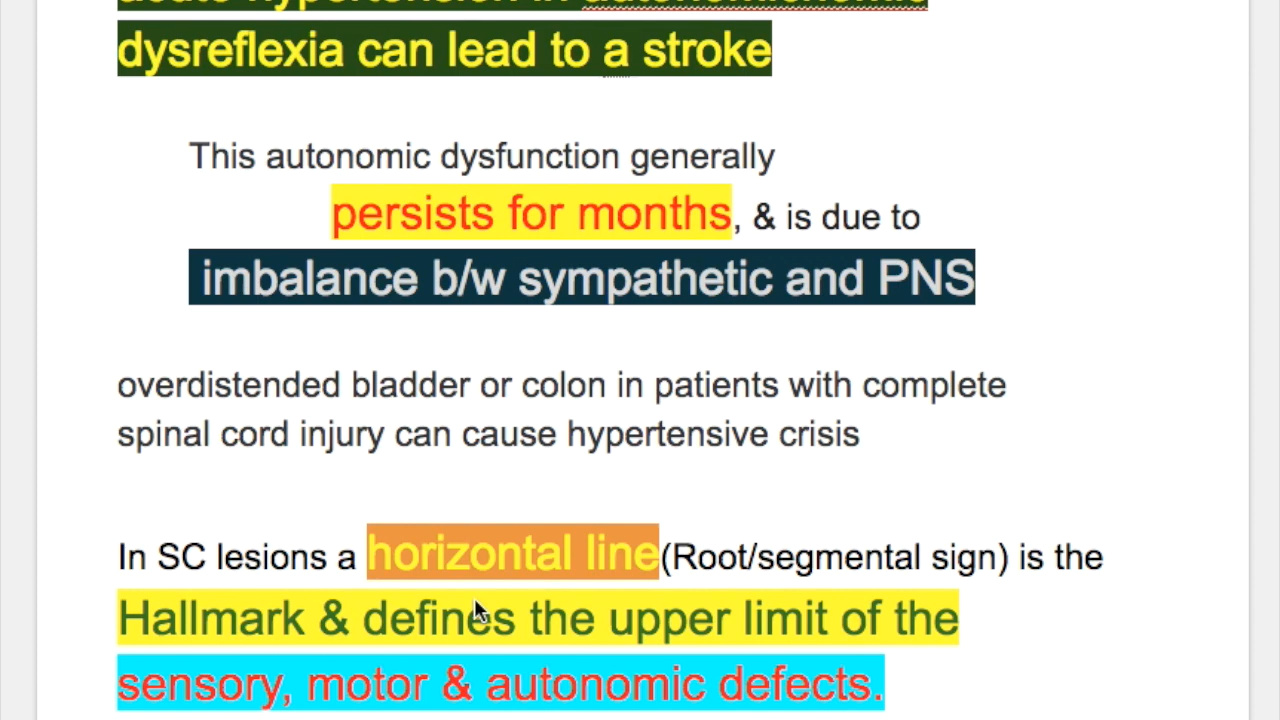 dysreflexia can lead to a stroke
This autonomic dysfunction generally
persists for months, & is due to
imbalance b/w sympathetic and PNS
overdistended bladder or colon in patients with complete
spinal cord injury can cause hypertensive crisis
In SC lesions a horizontal line(Root/segmental sign) is the
Hallmark & defines the upper limit of the
sensory, motor & autonomic defects.